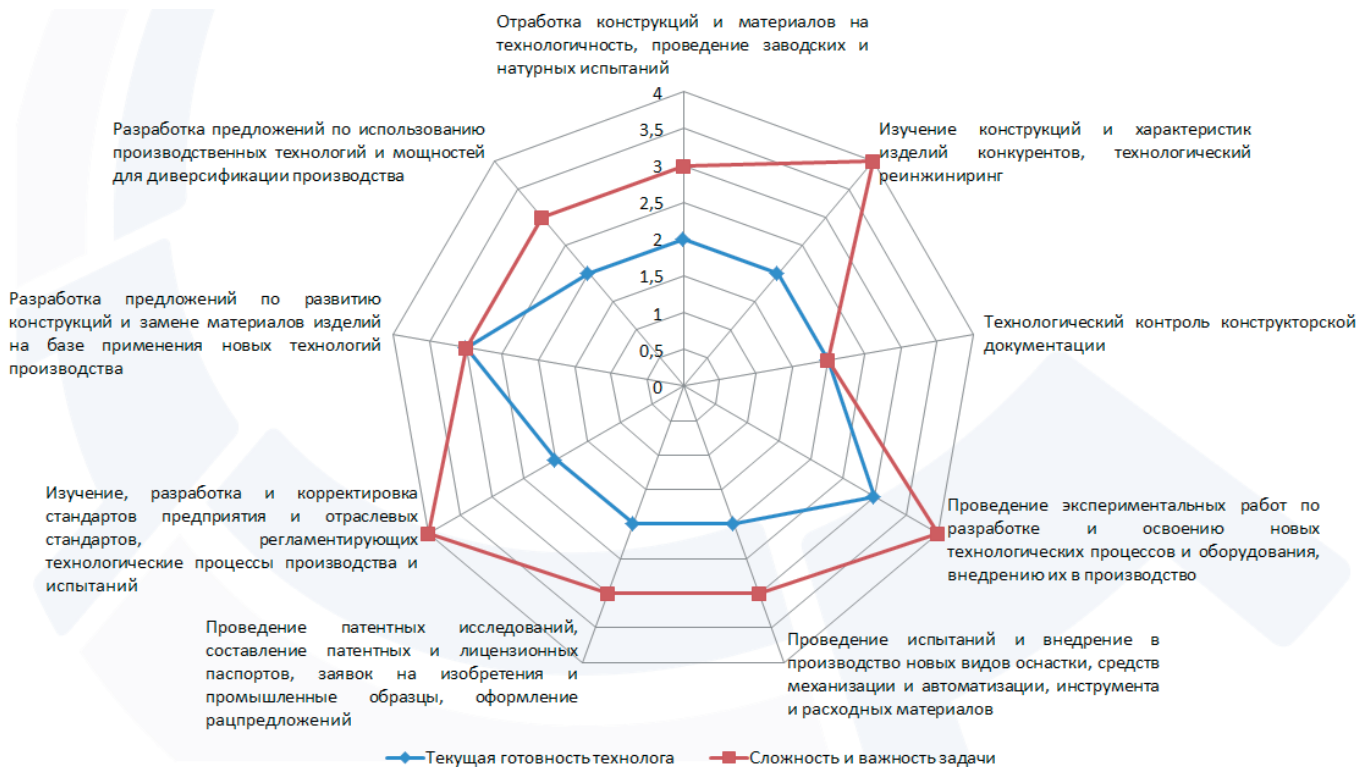 Отработка конструкций и материалов на
технологичность, проведение заводских и
натурных испытаний
Изучение конструкций и характеристик
изделий конкурентов, технологический
реинжиниринг
Технологический контроль конструкторской
документации
Проведение экспериментальных работ по
разработке и освоению новых
технологических процессов и оборудования,
внедрению их в производство
Проведение испытаний и внедрение в
производство новых видов оснастки, средств
механизации и автоматизации, инструмента
и расходных материалов
Проведение патентных исследований,
составление патентных и лицензионных
паспортов, заявок на изобретения и
промышленные образцы, оформление
рацпредложений
Изучение, разработка и корректировка
стандартов предприятия и отраслевых
стандартов, регламентирующих
технологические процессы производства и
испытаний
Разработка предложений по развитию
конструкций и замене материалов изделий
на базе применения новых технологий
производства
Разработка предложений по использованию
производственных технологий и мощностей
для диверсификации производства
4
3,5
3
2,5
2
1,5
1
0,5
0
Текущая готовность технолога
Сложность и важность задачи